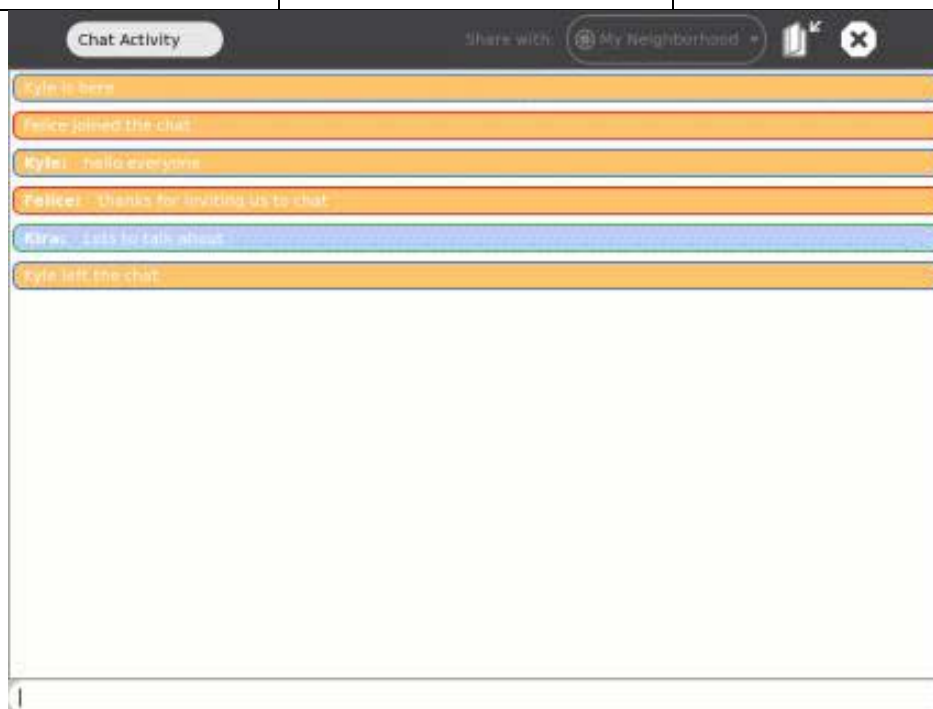 Chat Activity
Share with: My Neighborhood
Kyle is here
Felice joined the chat
Kyle: hello everyone
Felice: thanks for inviting us to chat
Kira: Lots to talk about
Kyle left the chat